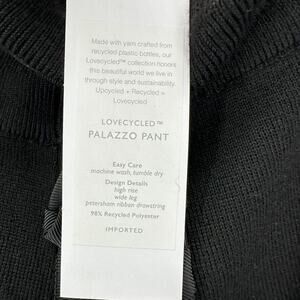 Made with yarn crafted from
recycled plastic bottles, our
Lovecycled™ collection honors
this beautiful world we live in
through style and sustainability.
Upcycled + Recycled =
Lovecycled
LOVECYCLED™
PALAZZO PANT
Easy Care
machine wash, tumble dry
Design Details
high rise
wide leg
petersham ribbon drawstring
98% Recycled Polyester
IMPORTED